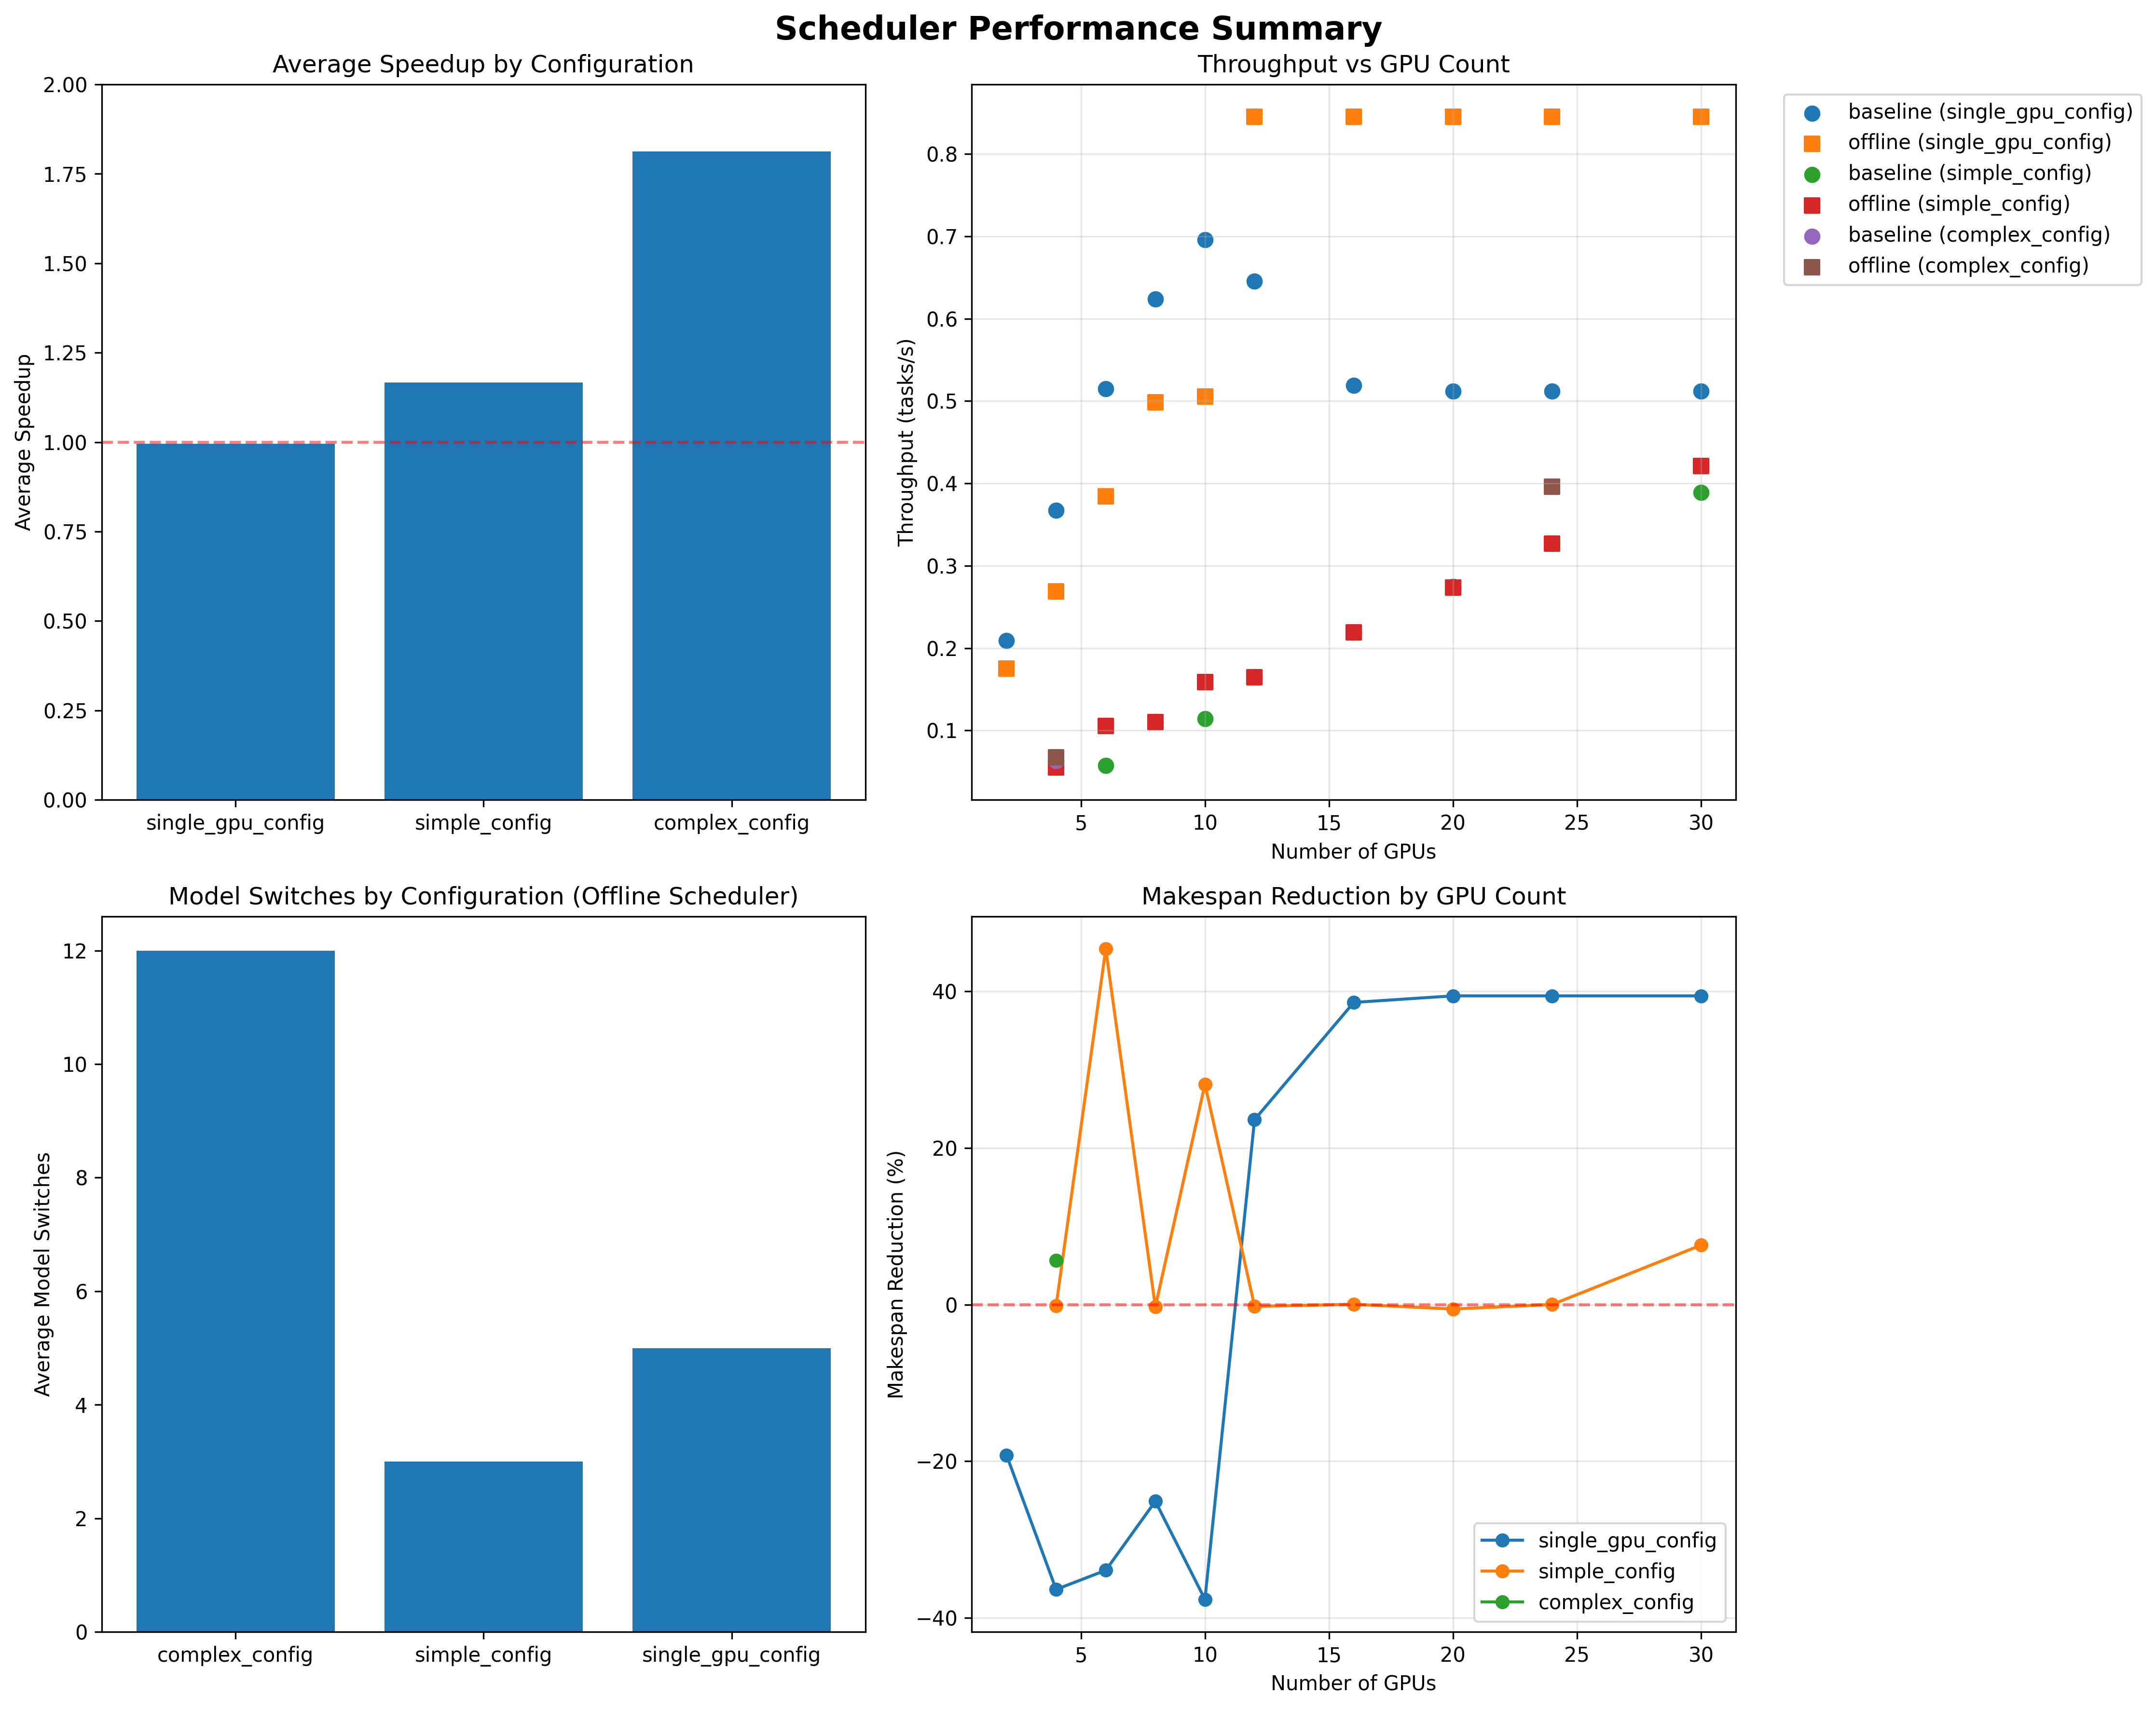 Scheduler Performance Summary
Average Speedup by Configuration
Average Speedup
2.00
1.75
1.50
1.25
1.00
0.75
0.50
0.25
0.00
single_gpu_config
simple_config
complex_config
Throughput vs GPU Count
Throughput (tasks/s)
0.8
0.7
0.6
0.5
0.4
0.3
0.2
0.1
5 10 15 20 25 30
Number of GPUs
baseline (single_gpu_config)
offline (single_gpu_config)
baseline (simple_config)
offline (simple_config)
baseline (complex_config)
offline (complex_config)
Model Switches by Configuration (Offline Scheduler)
Average Model Switches
12
10
8
6
4
2
0
complex_config
simple_config
single_gpu_config
Makespan Reduction by GPU Count
Makespan Reduction (%)
40
20
0
−20
−40
5 10 15 20 25 30
Number of GPUs
single_gpu_config
simple_config
complex_config